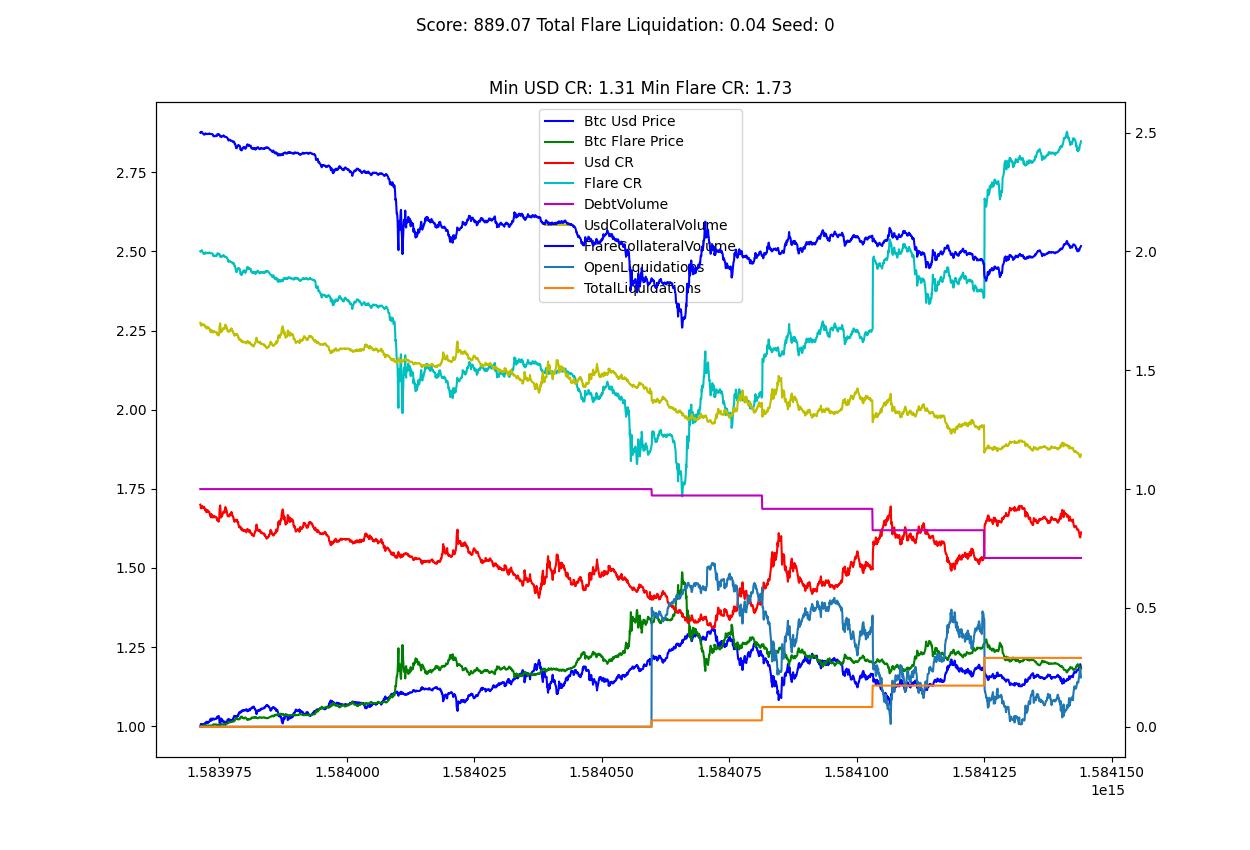 Score: 889.07 Total Flare Liquidation: 0.04 Seed: 0
Min USD CR: 1.31 Min Flare CR: 1.73
Btc Usd Price
Btc Flare Price
Usd CR
Flare CR
DebtVolume
UsdCollateralVolume
FlareCollateralVolume
OpenLiquidations
TotalLiquidations
2.75
2.50
2.25
2.00
1.75
1.50
1.25
1.00
2.5
2.0
1.5
1.0
0.5
0.0
1.583975
1.584000
1.584025
1.584050
1.584075
1.584100
1.584125
1.584150
1e15